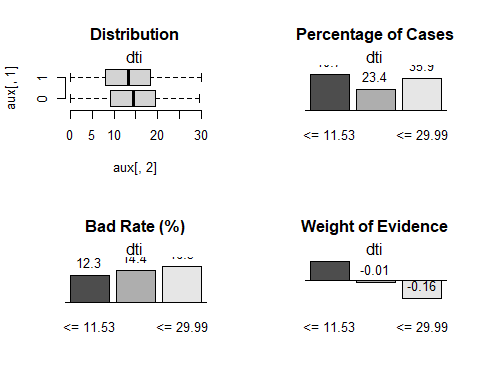 Distribution
dti
aux[, 1]
1
0
0 5 10 20 30
aux[, 2]
Percentage of Cases
dti
23.4
35.9
<= 11.53 <= 29.99
Bad Rate (%)
dti
12.3
14.4
<= 11.53 <= 29.99
Weight of Evidence
dti
-0.01
-0.16
<= 11.53 <= 29.99